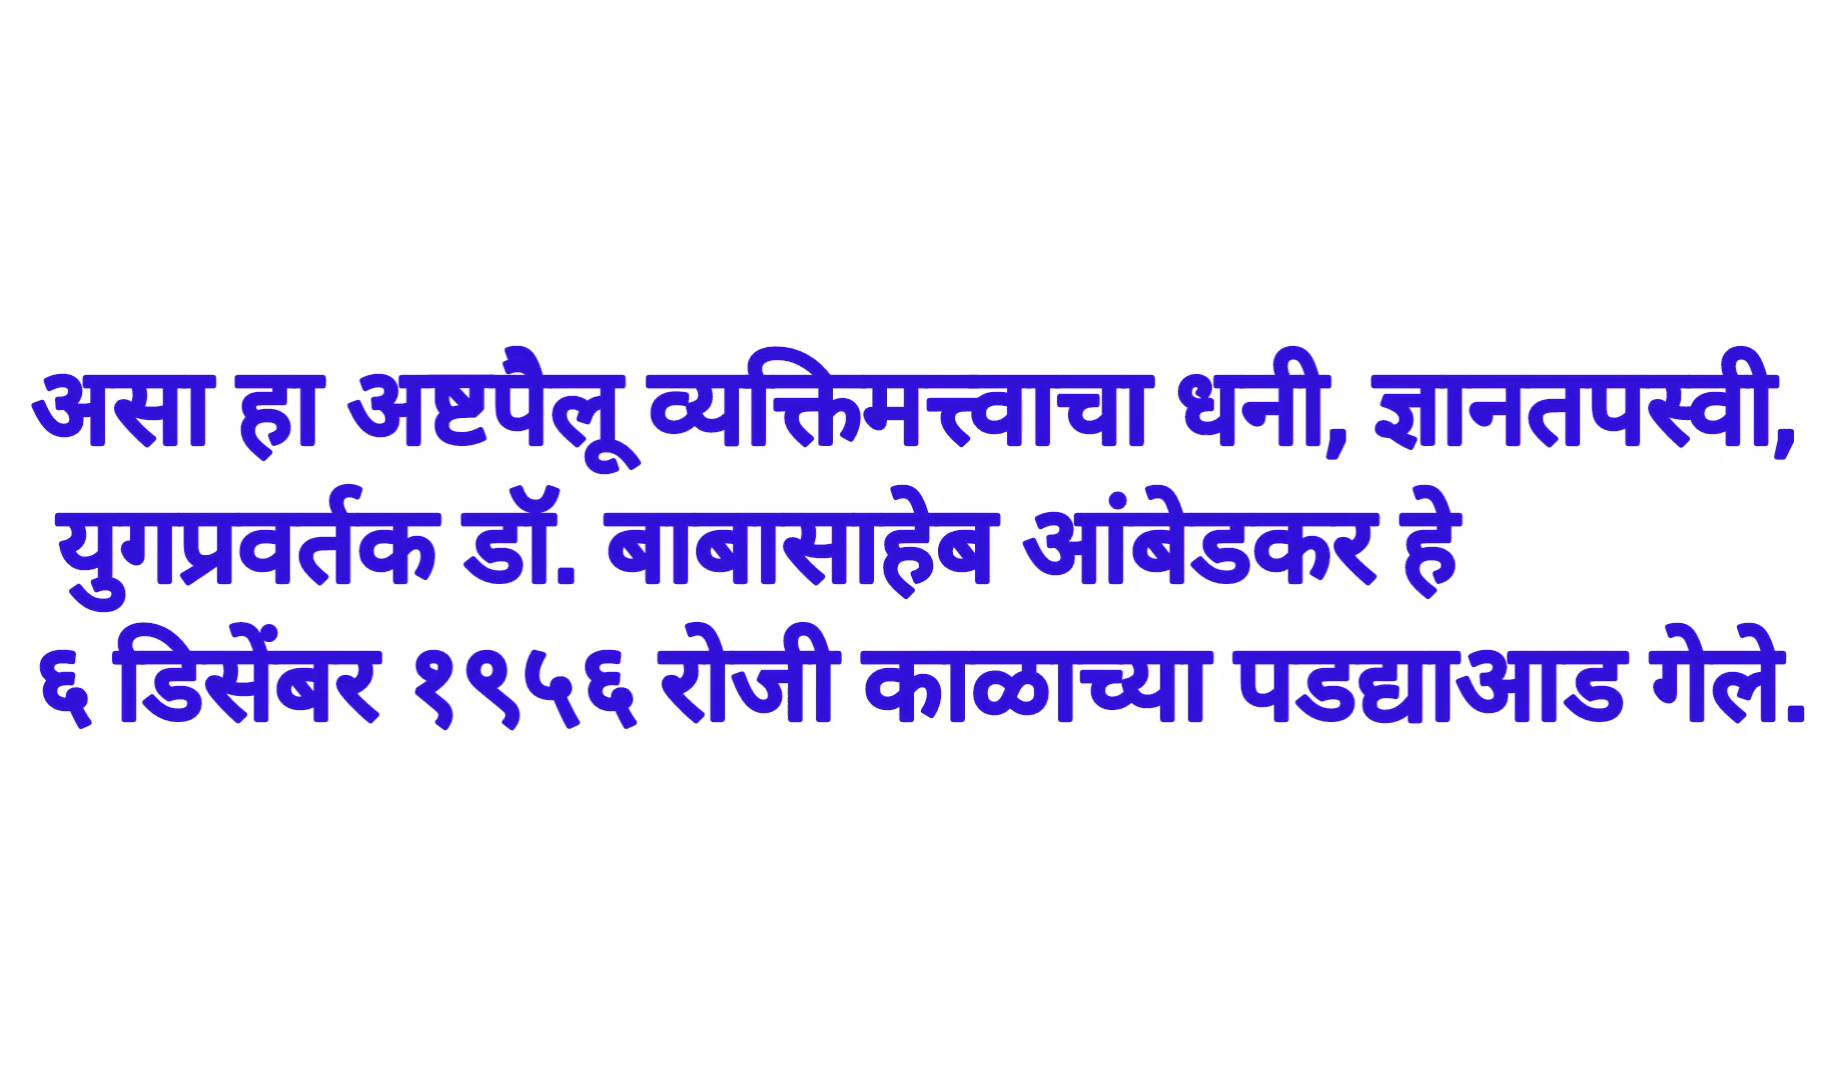 असा हा अष्टपैलू व्यक्तिमत्त्वाचा धनी, ज्ञानतपस्वी,
युगप्रवर्तक डॉ. बाबासाहेब आंबेडकर हे
६ डिसेंबर १९५६ रोजी काळाच्या पडद्याआड गेले.